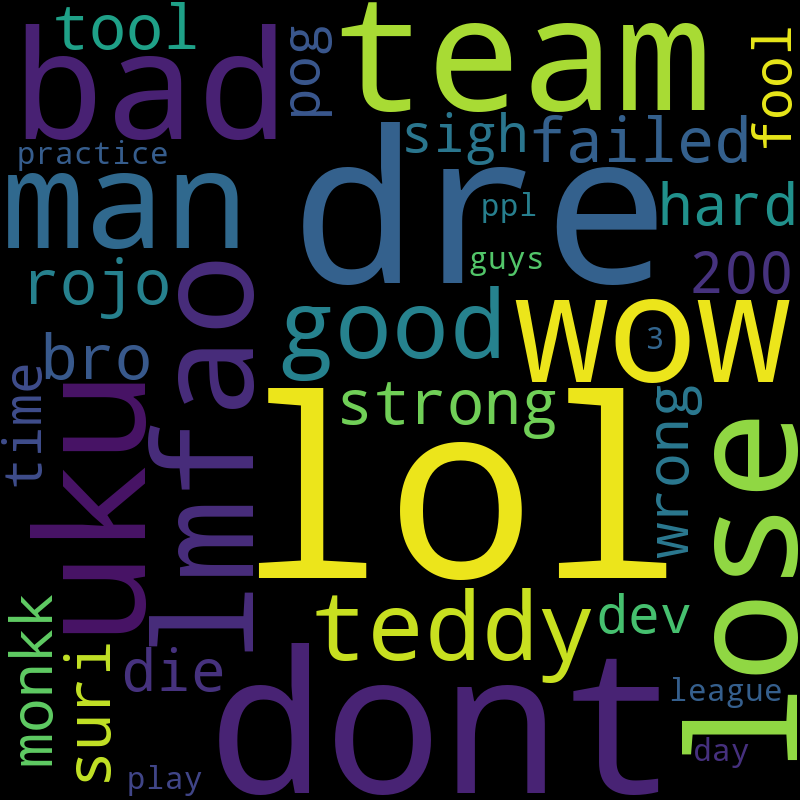 tool
bad
pog
team
fool
practice
sigh
failed
man
dre
ppl
hard
guys
rojo
200
lmfao
good
wow
3
bro
time
uku
strong
wrong
lose
lol
monkk
suri
teddy
dev
die
dont
league
play
day